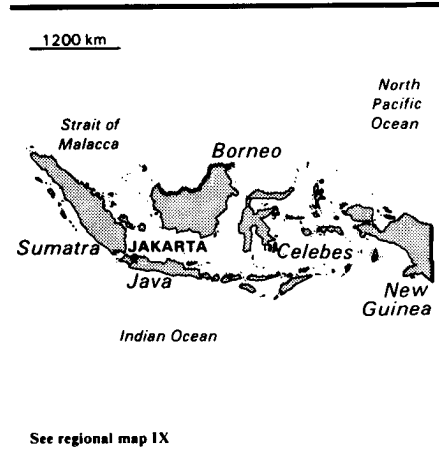 1200 km
North
Pacific
Ocean
Strait of
Malacca
Borneo
Sumatra
JAKARTA
Celebes
Java
New
Guinea
Indian Ocean
See regional map IX